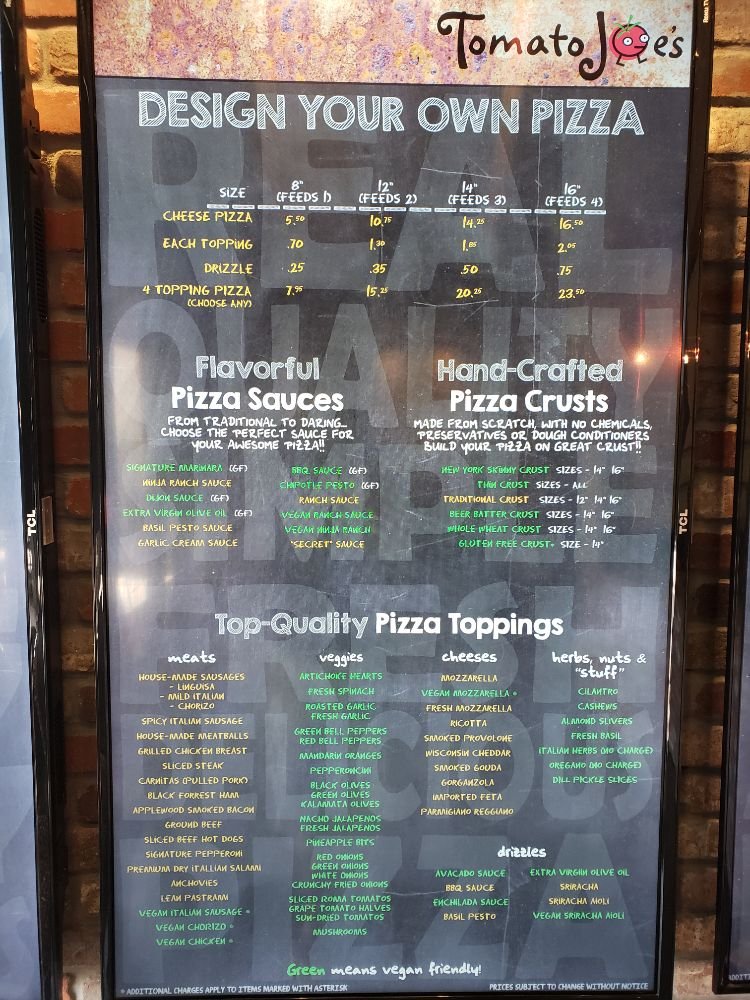 Tomato Joe's
DESIGN YOUR OWN PIZZA
SIZE 8" 12" 14" 16"
(FEEDS 1) (FEEDS 2) (FEEDS 3) (FEEDS 4)
CHEESE PIZZA 5.50 10.75 14.25 16.50
EACH TOPPING .70 1.30 1.85 2.05
DRIZZLE .25 .35 .50 .75
4 TOPPING PIZZA 7.95 15.25 20.25 23.50
(CHOOSE ANY)
Flavorful
Pizza Sauces
FROM TRADITIONAL TO DARING...
CHOOSE THE PERFECT SAUCE FOR
YOUR AWESOME PIZZA!!
SIGNATURE MARINARA (GF)
NINJA RANCH SAUCE
DIJON SAUCE (GF)
EXTRA VIRGIN OLIVE OIL (GF)
BASIL PESTO SAUCE
GARLIC CREAM SAUCE
BBQ SAUCE (GF)
CHIPOTLE PESTO (GF)
RANCH SAUCE
VEGAN RANCH SAUCE
VEGAN NINJA RANCH
"SECRET" SAUCE
Hand-Crafted
Pizza Crusts
MADE FROM SCRATCH, WITH NO CHEMICALS,
PRESERVATIVES OR DOUGH CONDITIONERS
BUILD YOUR PIZZA ON GREAT CRUST!!
NEW YORK SKINNY CRUST SIZES - 14" 16"
THIN CRUST SIZES - ALL
TRADITIONAL CRUST SIZES - 12" 14" 16"
BEER BATTER CRUST SIZES - 14" 16"
WHOLE WHEAT CRUST SIZES - 14" 16"
GLUTEN FREE CRUST* SIZE - 14"
Top-Quality Pizza Toppings
meats
HOUSE-MADE SAUSAGES
- LINGUISA
- MILD ITALIAN
- CHORIZO
SPICY ITALIAN SAUSAGE
HOUSE-MADE MEATBALLS
GRILLED CHICKEN BREAST
SLICED STEAK
CARNITAS (PULLED PORK)
BLACK FORREST HAM
APPLEWOOD SMOKED BACON
GROUND BEEF
SLICED BEEF HOT DOGS
SIGNATURE PEPPERONI
PREMIUM DRY ITALLIAN SALAMI
ANCHOVIES
LEAN PASTRAMI
VEGAN ITALIAN SAUSAGE *
VEGAN CHORIZO *
VEGAN CHICKEN *
veggies
ARTICHOKE HEARTS
FRESH SPINACH
ROASTED GARLIC
FRESH GARLIC
GREEN BELL PEPPERS
RED BELL PEPPERS
MANDARIN ORANGES
PEPPERONCINI
BLACK OLIVES
GREEN OLIVES
KALAMATA OLIVES
NACHO JALAPENOS
FRESH JALAPENOS
PINEAPPLE BITS
RED ONIONS
GREEN ONIONS
WHITE ONIONS
CRUNCHY FRIED ONIONS
SLICED ROMA TOMATOS
GRAPE TOMATO HALVES
SUN-DRIED TOMATOS
MUSHROOMS
cheeses
MOZZARELLA
VEGAN MOZZARELLA *
FRESH MOZZARELLA
RICOTTA
SMOKED PROVOLONE
WISCONSIN CHEDDAR
SMOKED GOUDA
GORGANZOLA
IMPORTED FETA
PARMIGIANO REGGIANO
herbs, nuts &
"stuff"
CILANTRO
CASHEWS
ALMOND SLIVERS
FRESH BASIL
ITALIAN HERBS (NO CHARGE)
OREGANO (NO CHARGE)
DILL PICKLE SLICES
drizzles
AVACADO SAUCE
BBQ SAUCE
ENCHILADA SAUCE
BASIL PESTO
EXTRA VIRGIN OLIVE OIL
SRIRACHA
SRIRACHA AIOLI
VEGAN SRIRACHA AIOLI
Green means vegan friendly!
* ADDITIONAL CHARGES APPLY TO ITEMS MARKED WITH ASTERISK
PRICES SUBJECT TO CHANGE WITHOUT NOTICE
REAL
QUALITY
SIMPLE
FRESH
DELICIOUS
PIZZA
TCL
TCL